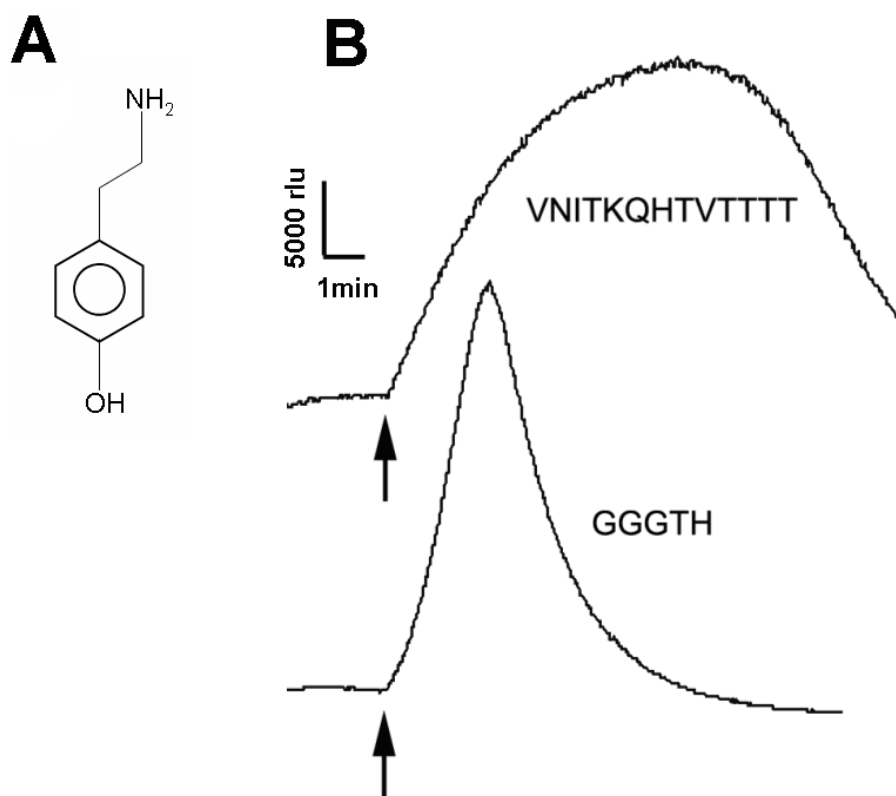 A
B
NH2
5000 rlu
1min
VNITKQHTVTTTT
GGGTH
OH